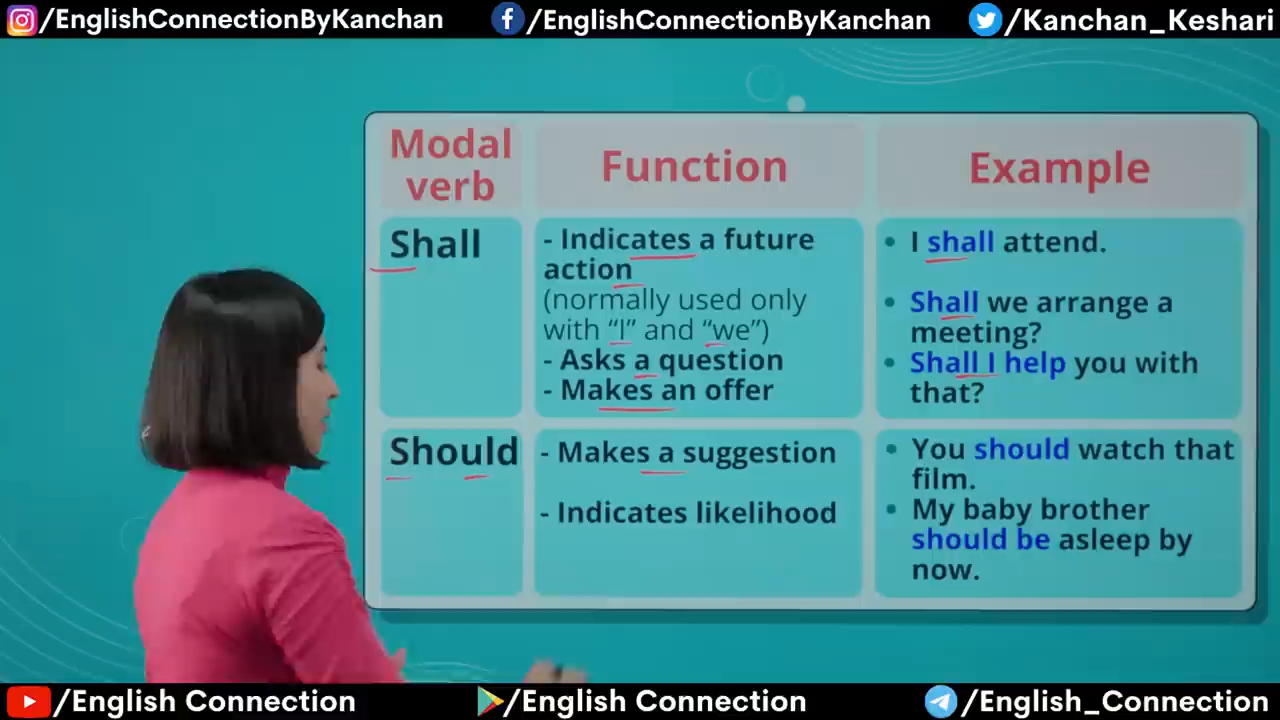 /EnglishConnectionByKanchan /EnglishConnectionByKanchan /Kanchan_Keshari
Modal
verb
Function
Example
Shall
- Indicates a future
action
(normally used only
with “I” and “we”)
- Asks a question
- Makes an offer
• I shall attend.
• Shall we arrange a
meeting?
• Shall I help you with
that?
Should
- Makes a suggestion
- Indicates likelihood
• You should watch that
film.
• My baby brother
should be asleep by
now.
/English Connection /English Connection /English_Connection